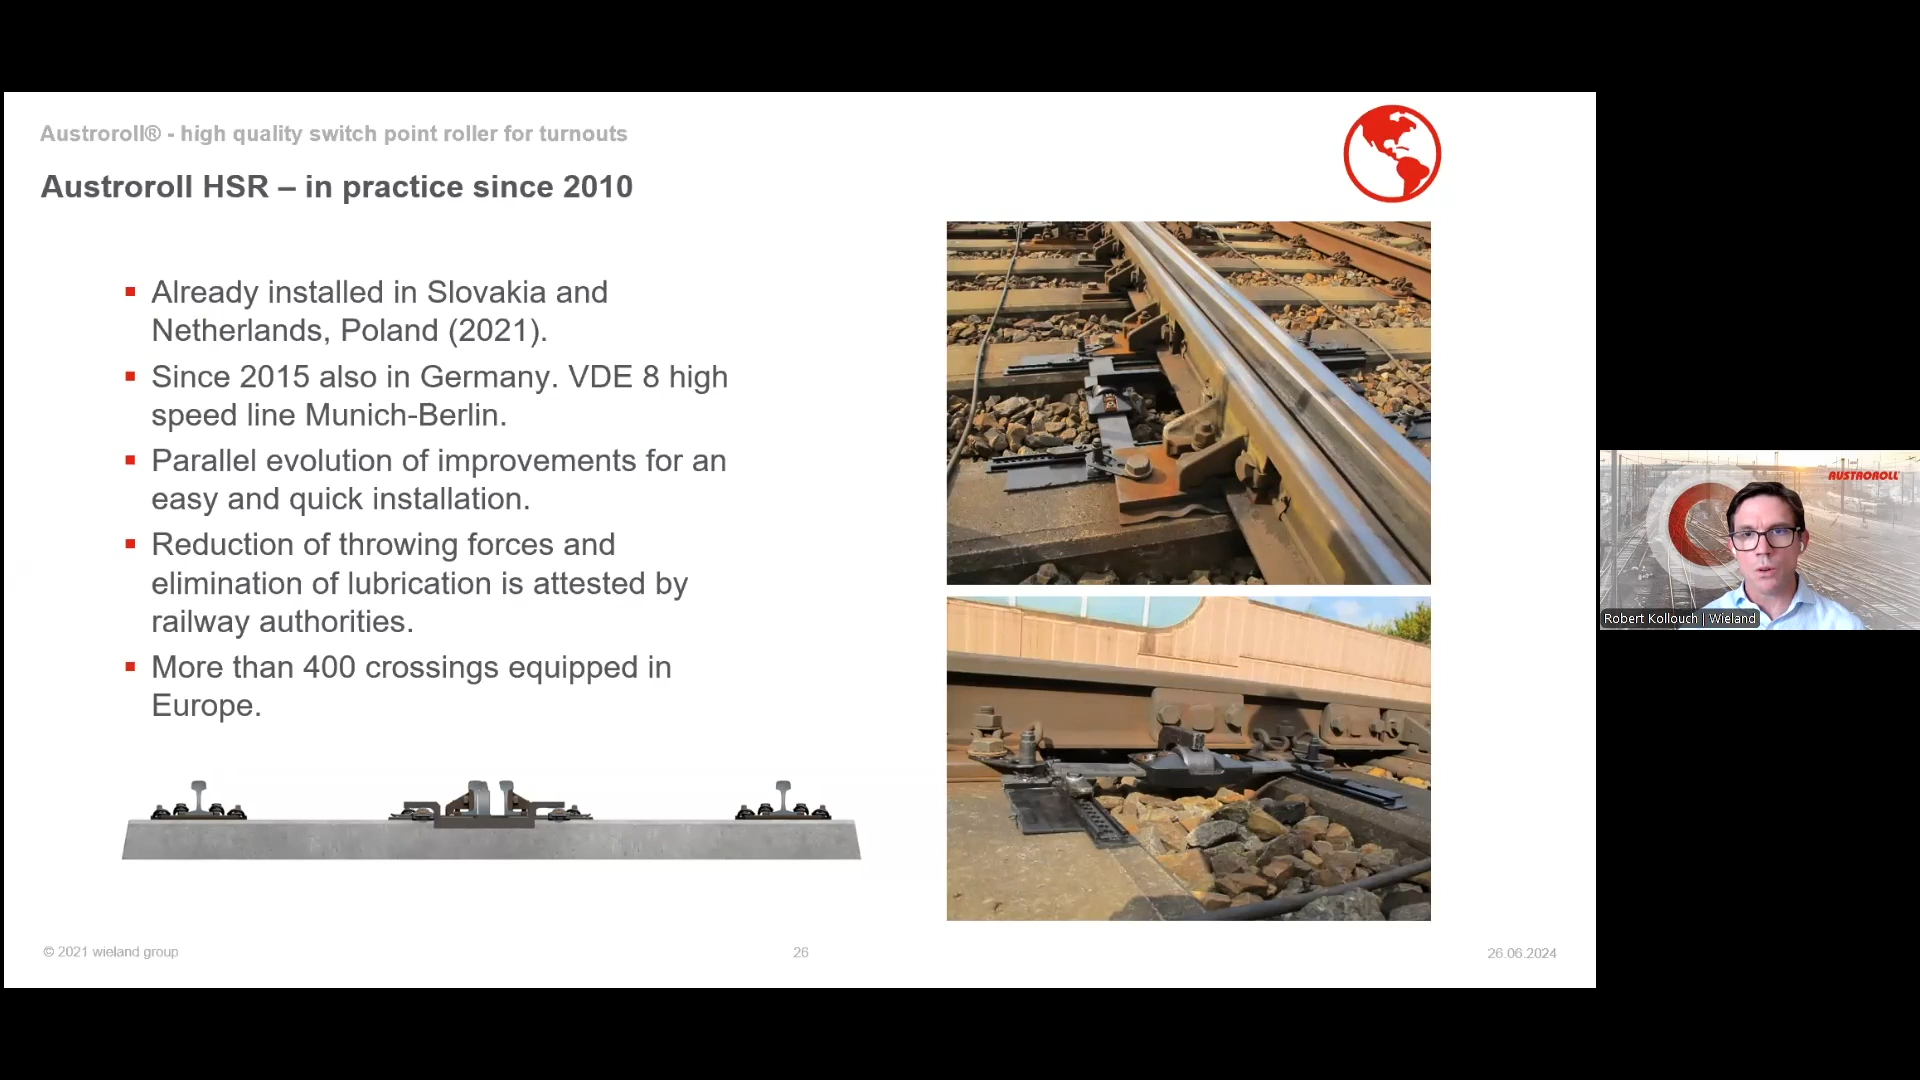 Austroroll® - high quality switch point roller for turnouts
Austroroll HSR – in practice since 2010
Already installed in Slovakia and
Netherlands, Poland (2021).
Since 2015 also in Germany. VDE 8 high
speed line Munich-Berlin.
Parallel evolution of improvements for an
easy and quick installation.
Reduction of throwing forces and
elimination of lubrication is attested by
railway authorities.
More than 400 crossings equipped in
Europe.
© 2021 wieland group
26
26.06.2024
AUSTROROLL
Robert Kollouch | Wieland